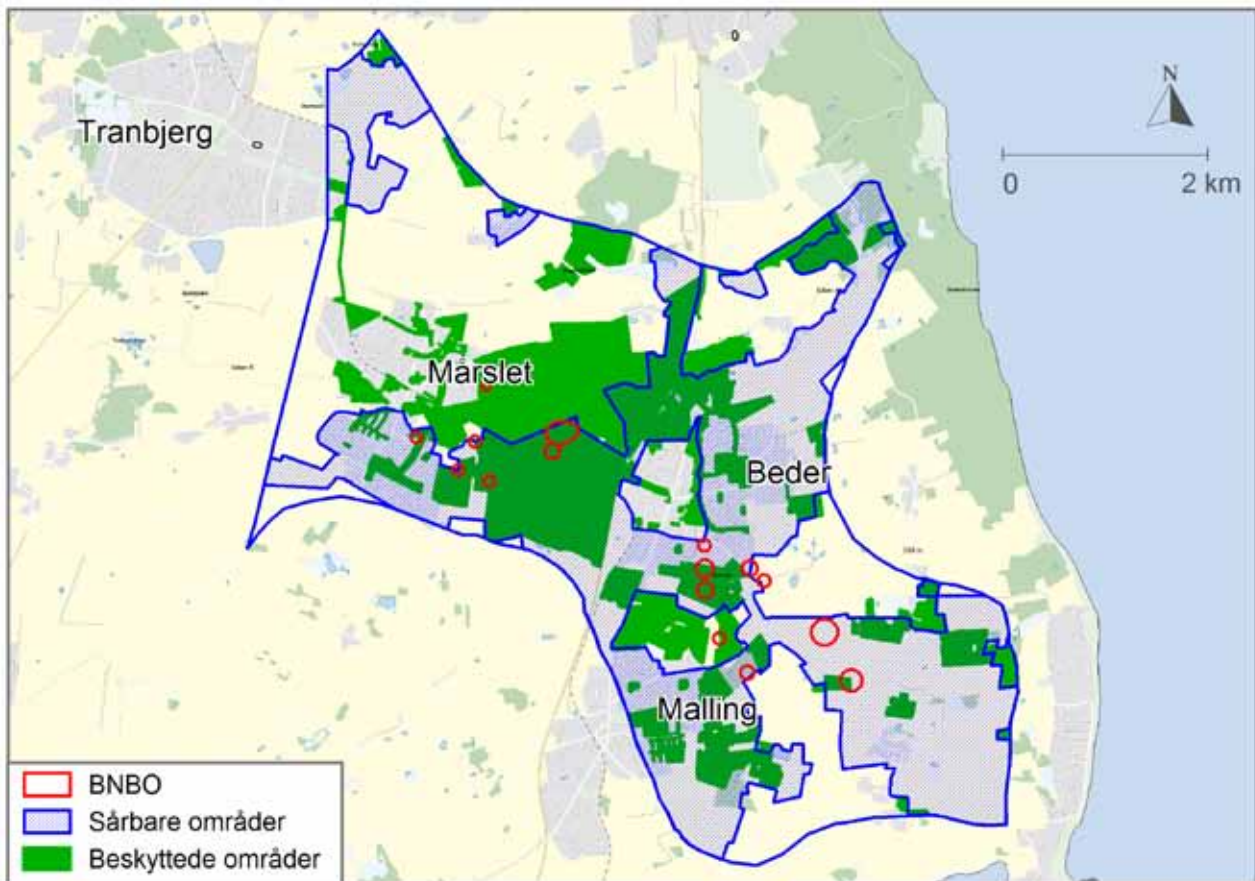 N
Tranbjerg
0 2 km
Mårslet
Beder
Malling
BNBO
Sårbare områder
Beskyttede områder